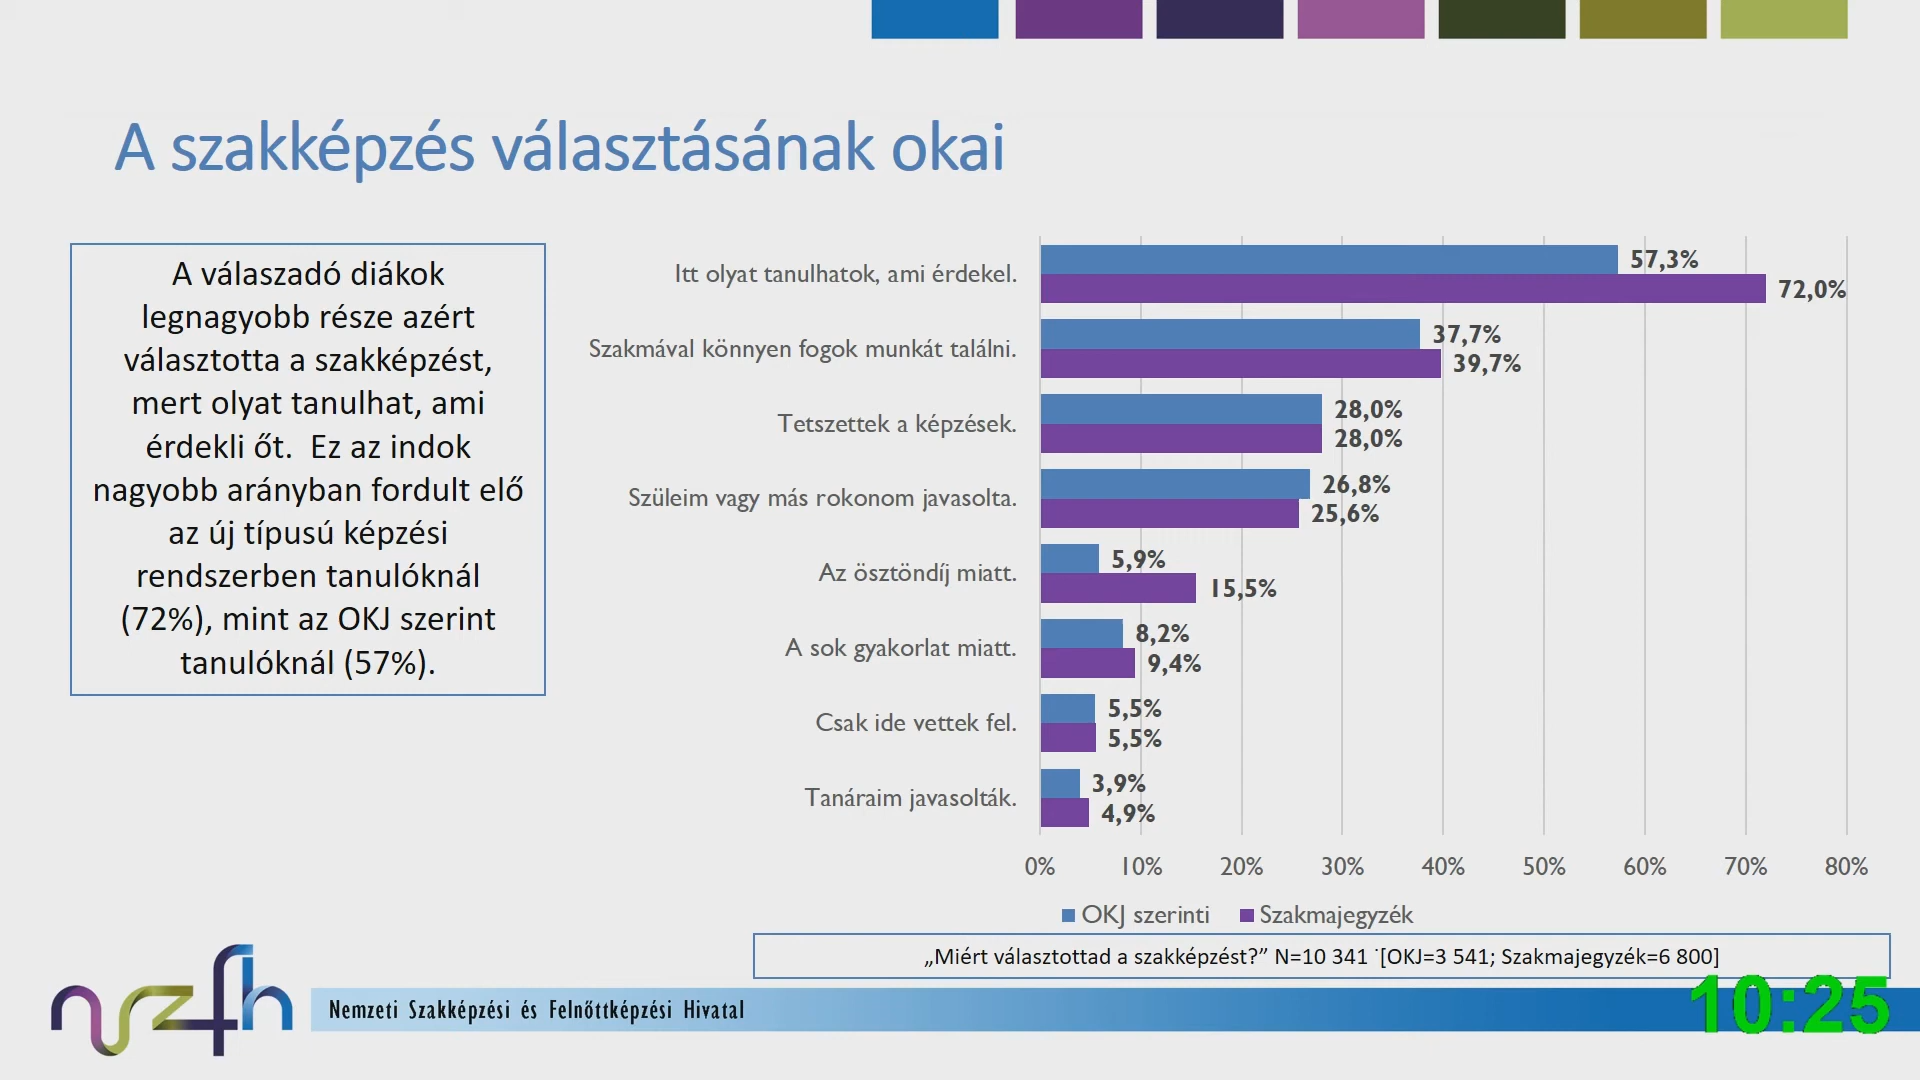 A szakképzés választásának okai
A válaszadó diákok
legnagyobb része azért
választotta a szakképzést,
mert olyat tanulhat, ami
érdekli őt.  Ez az indok
nagyobb arányban fordult elő
az új típusú képzési
rendszerben tanulóknál
(72%), mint az OKJ szerint
tanulóknál (57%).
Itt olyat tanulhatok, ami érdekel.
57,3%
72,0%
Szakmával könnyen fogok munkát találni.
37,7%
39,7%
Tetszettek a képzések.
28,0%
28,0%
Szüleim vagy más rokonom javasolta.
26,8%
25,6%
Az ösztöndíj miatt.
5,9%
15,5%
A sok gyakorlat miatt.
8,2%
9,4%
Csak ide vettek fel.
5,5%
5,5%
Tanáraim javasolták.
3,9%
4,9%
0% 10% 20% 30% 40% 50% 60% 70% 80%
OKJ szerinti Szakmajegyzék
„Miért választottad a szakképzést?” N=10 341 ˙[OKJ=3 541; Szakmajegyzék=6 800]
nszfh
Nemzeti Szakképzési és Felnőttképzési Hivatal
10:25